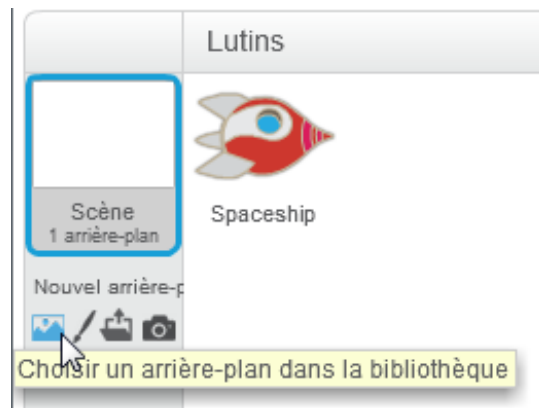 Lutins
Scène
1 arrière-plan
Spaceship
Nouvel arrière-p
Choisir un arrière-plan dans la bibliothèque